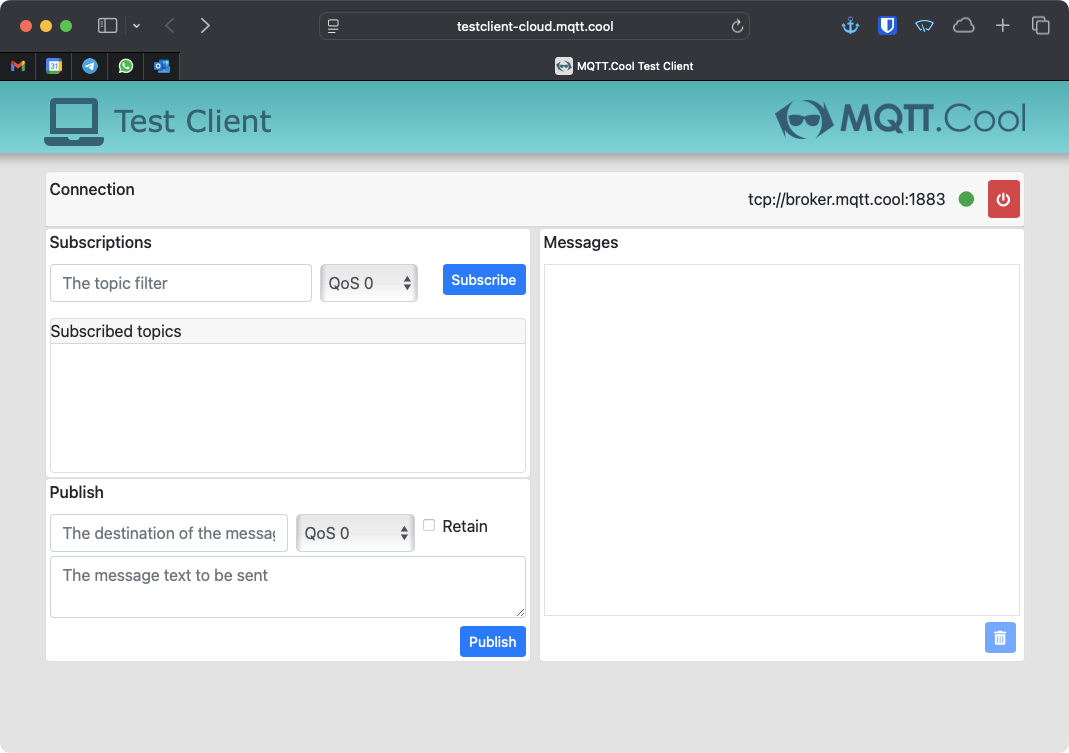 testclient-cloud.mqtt.cool
31
MQTT.Cool Test Client
Test Client
MQTT.Cool
Connection
tcp://broker.mqtt.cool:1883
Subscriptions
The topic filter
QoS 0
Subscribe
Subscribed topics
Publish
The destination of the messag
QoS 0
Retain
The message text to be sent
Publish
Messages